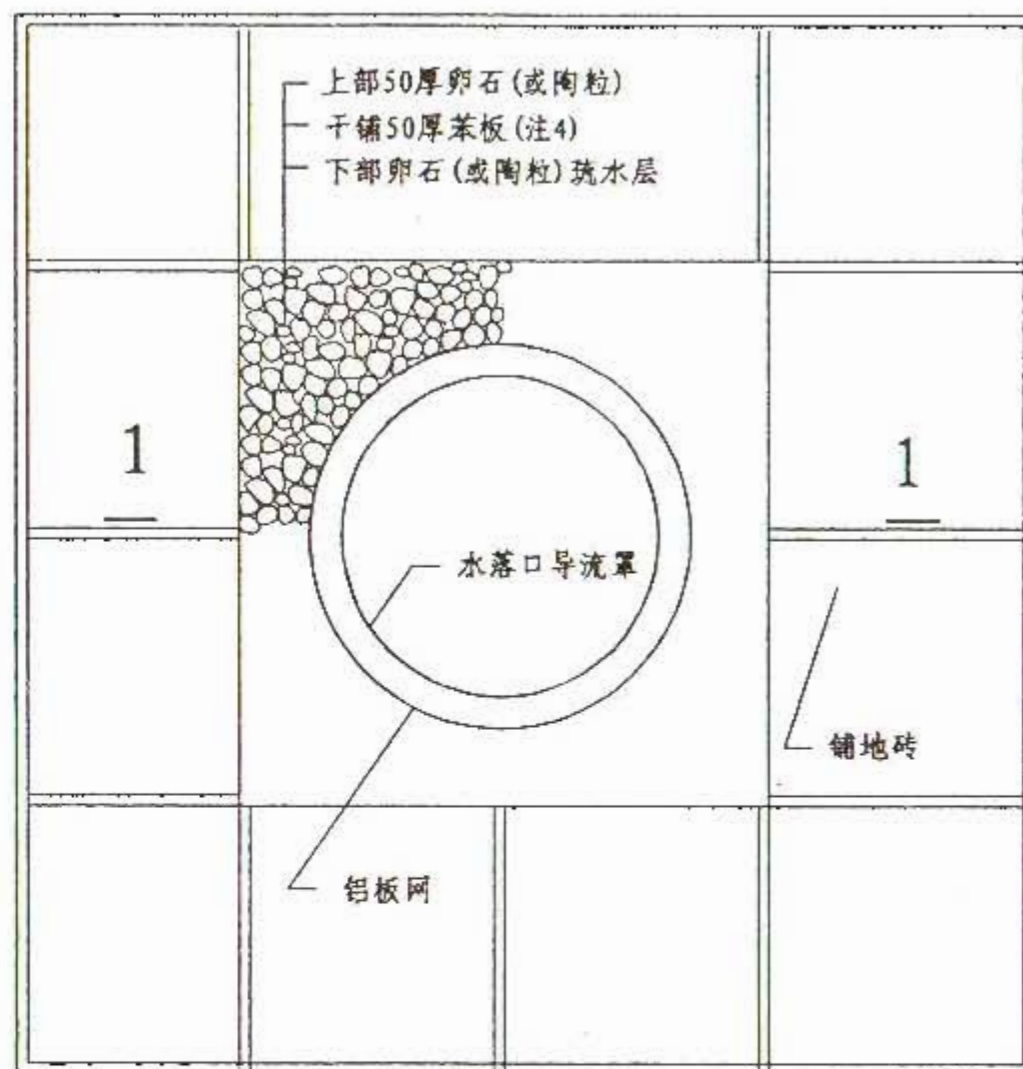 上部50厚卵石(或陶粒)
干铺50厚苯板(注4)
下部卵石(或陶粒)疏水层
1
1
水落口导流罩
铺地砖
铝板网